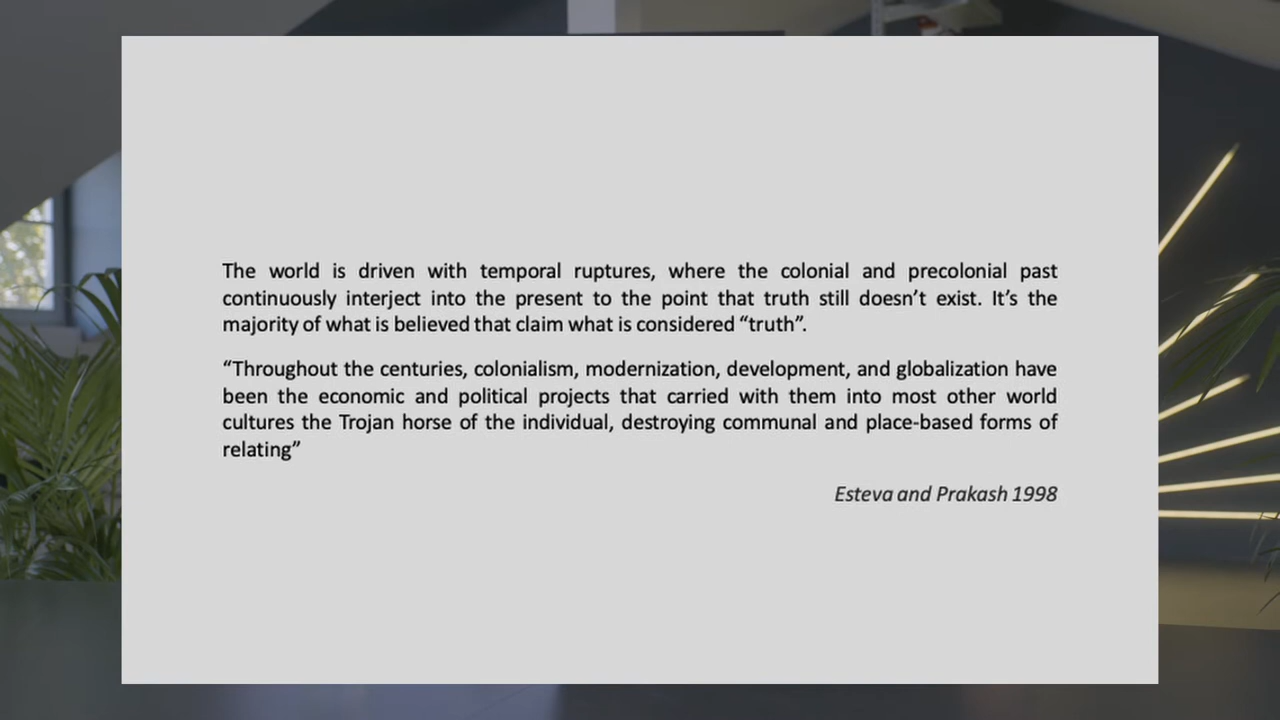 The world is driven with temporal ruptures, where the colonial and precolonial past
continuously interject into the present to the point that truth still doesn’t exist. It’s the
majority of what is believed that claim what is considered “truth”.
“Throughout the centuries, colonialism, modernization, development, and globalization have
been the economic and political projects that carried with them into most other world
cultures the Trojan horse of the individual, destroying communal and place-based forms of
relating”
Esteva and Prakash 1998